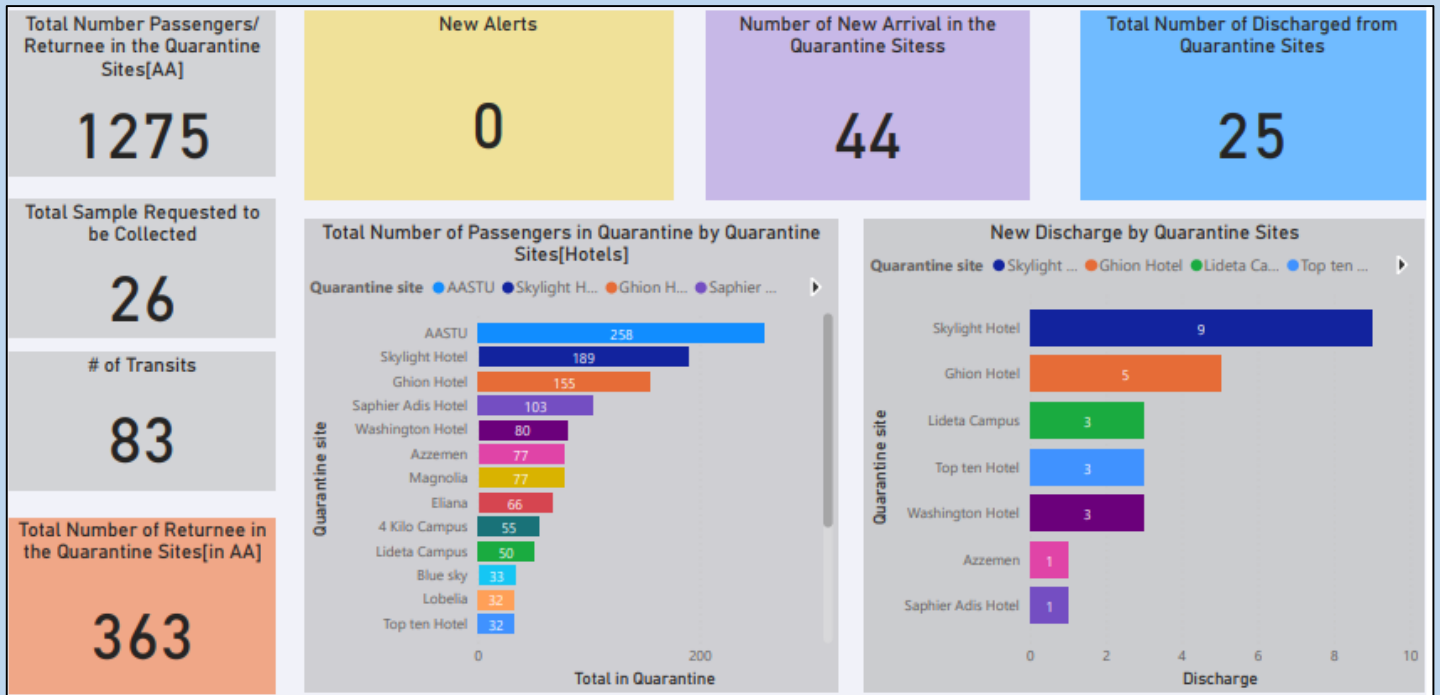 Total Number Passengers/
Returnee in the Quarantine
Sites[AA]
1275
New Alerts
0
Number of New Arrival in the
Quarantine Sitess
44
Total Number of Discharged from
Quarantine Sites
25
Total Sample Requested to
be Collected
26
# of Transits
83
Total Number of Returnee in
the Quarantine Sites[in AA]
363
Total Number of Passengers in Quarantine by Quarantine
Sites[Hotels]
Quarantine site AASTU Skylight H... Ghion H... Saphier ...
Quarantine site
AASTU 258
Skylight Hotel 189
Ghion Hotel 155
Saphier Adis Hotel 103
Washington Hotel 80
Azzemen 77
Magnolia 77
Eliana 66
4 Kilo Campus 55
Lideta Campus 50
Blue sky 33
Lobelia 32
Top ten Hotel 32
0 200
Total in Quarantine
New Discharge by Quarantine Sites
Quarantine site Skylight ... Ghion Hotel Lideta Ca... Top ten ...
Quarantine site
Skylight Hotel 9
Ghion Hotel 5
Lideta Campus 3
Top ten Hotel 3
Washington Hotel 3
Azzemen 1
Saphier Adis Hotel 1
0 2 4 6 8 10
Discharge